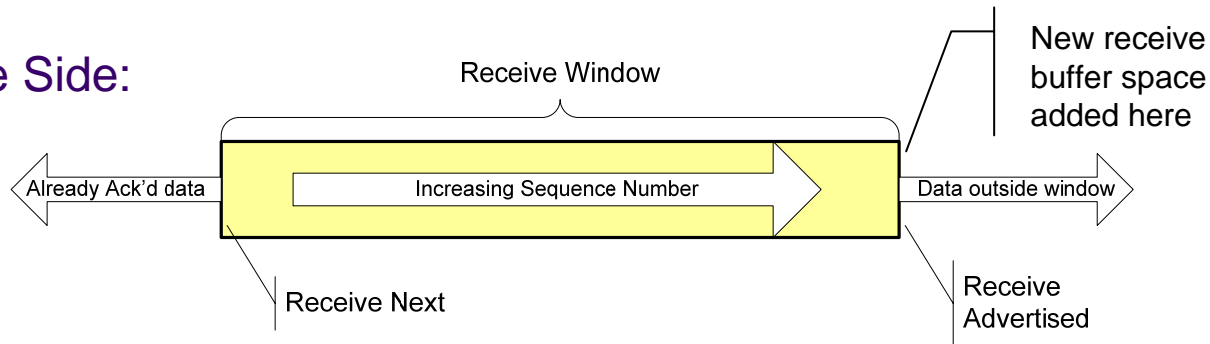 e Side:
Receive Window
New receive
buffer space
added here
Already Ack'd data
Increasing Sequence Number
Data outside window
Receive Next
Receive
Advertised